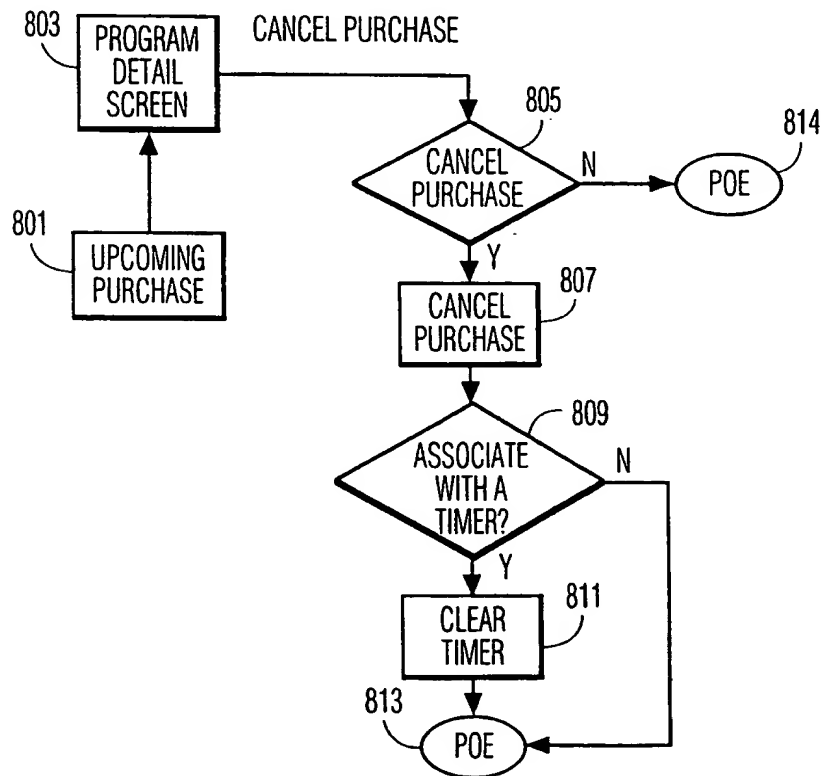 803
PROGRAM
DETAIL
SCREEN
CANCEL PURCHASE
805
CANCEL
PURCHASE
N
814
POE
801
UPCOMING
PURCHASE
Y
807
CANCEL
PURCHASE
809
ASSOCIATE
WITH A
TIMER?
N
Y
811
CLEAR
TIMER
813
POE